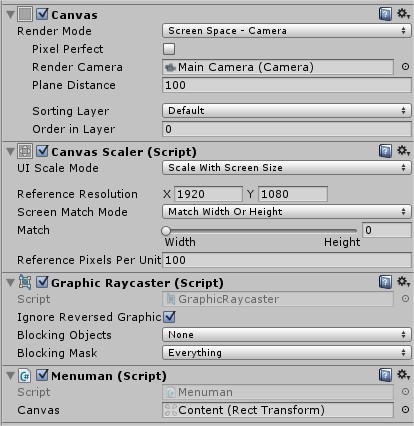 Canvas
Render Mode Screen Space - Camera
Pixel Perfect
Render Camera Main Camera (Camera)
Plane Distance 100
Sorting Layer Default
Order in Layer 0
Canvas Scaler (Script)
UI Scale Mode Scale With Screen Size
Reference Resolution X 1920 Y 1080
Screen Match Mode Match Width Or Height
Match 0
Width Height
Reference Pixels Per Unit 100
Graphic Raycaster (Script)
Script GraphicRaycaster
Ignore Reversed Graphic
Blocking Objects None
Blocking Mask Everything
Menuman (Script)
Script Menuman
Canvas Content (Rect Transform)